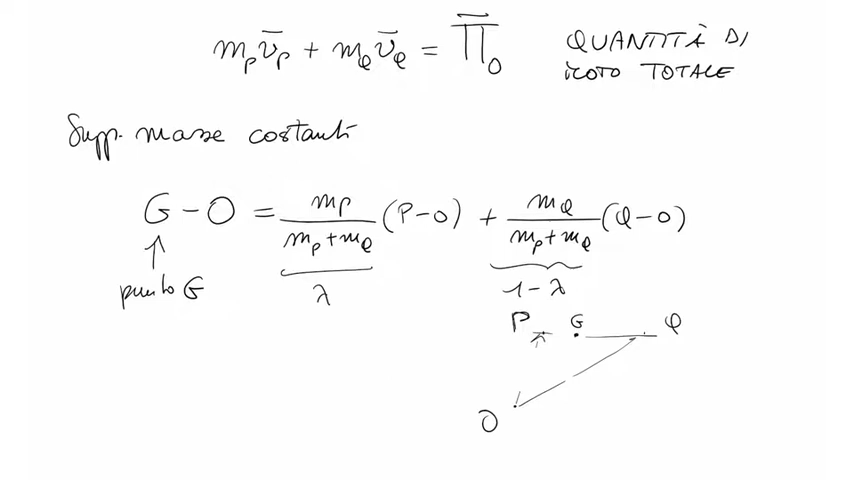 m_P v̄_P + m_Q v̄_Q = Π̄_0 QUANTITÀ DI
MOTO TOTALE
Supp. masse costanti
G - O = m_P / (m_P + m_Q) (P - O) + m_Q / (m_P + m_Q) (Q - O)
↑ λ 1 - λ
punto G
P G Q
O